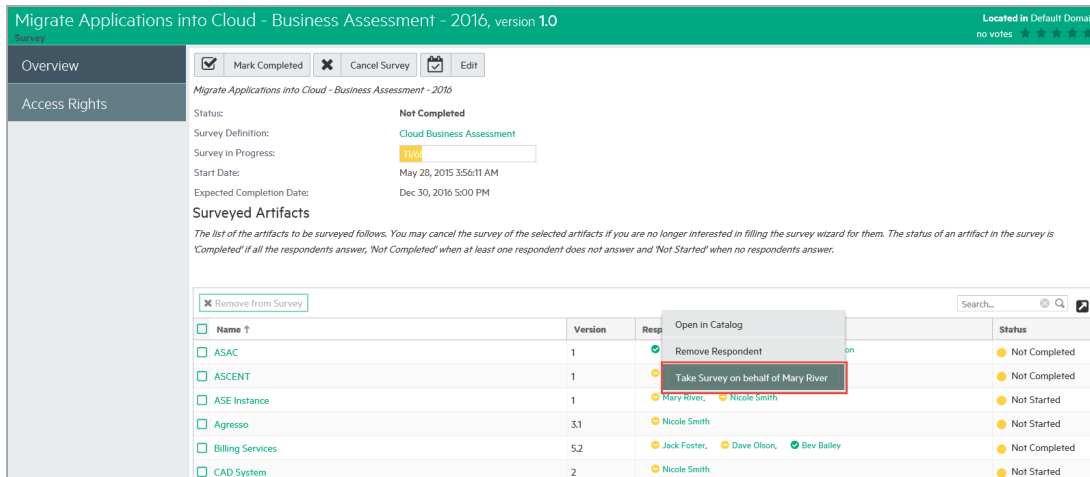 Migrate Applications into Cloud - Business Assessment - 2016, version 1.0
Located in Default Domai
Survey
no votes
Overview
Access Rights
Mark Completed Cancel Survey Edit
Migrate Applications into Cloud - Business Assessment - 2016
Status: Not Completed
Survey Definition: Cloud Business Assessment
Survey in Progress: 11/6
Start Date: May 28, 2015 3:56:11 AM
Expected Completion Date: Dec 30, 2016 5:00 PM
Surveyed Artifacts
The list of the artifacts to be surveyed follows. You may cancel the survey of the selected artifacts if you are no longer interested in filling the survey wizard for them. The status of an artifact in the survey is
'Completed' if all the respondents answer, 'Not Completed' when at least one respondent does not answer and 'Not Started' when no respondents answer.
Remove from Survey Search...
Name ↑ Version Resp Open in Catalog Status
ASAC 1 Remove Respondent on Not Completed
ASCENT 1 Take Survey on behalf of Mary River Not Completed
ASE Instance 1 Mary River, Nicole Smith Not Started
Agresso 3.1 Nicole Smith Not Started
Billing Services 5.2 Jack Foster, Dave Olson, Bev Bailey Not Completed
CAD System 2 Nicole Smith Not Started